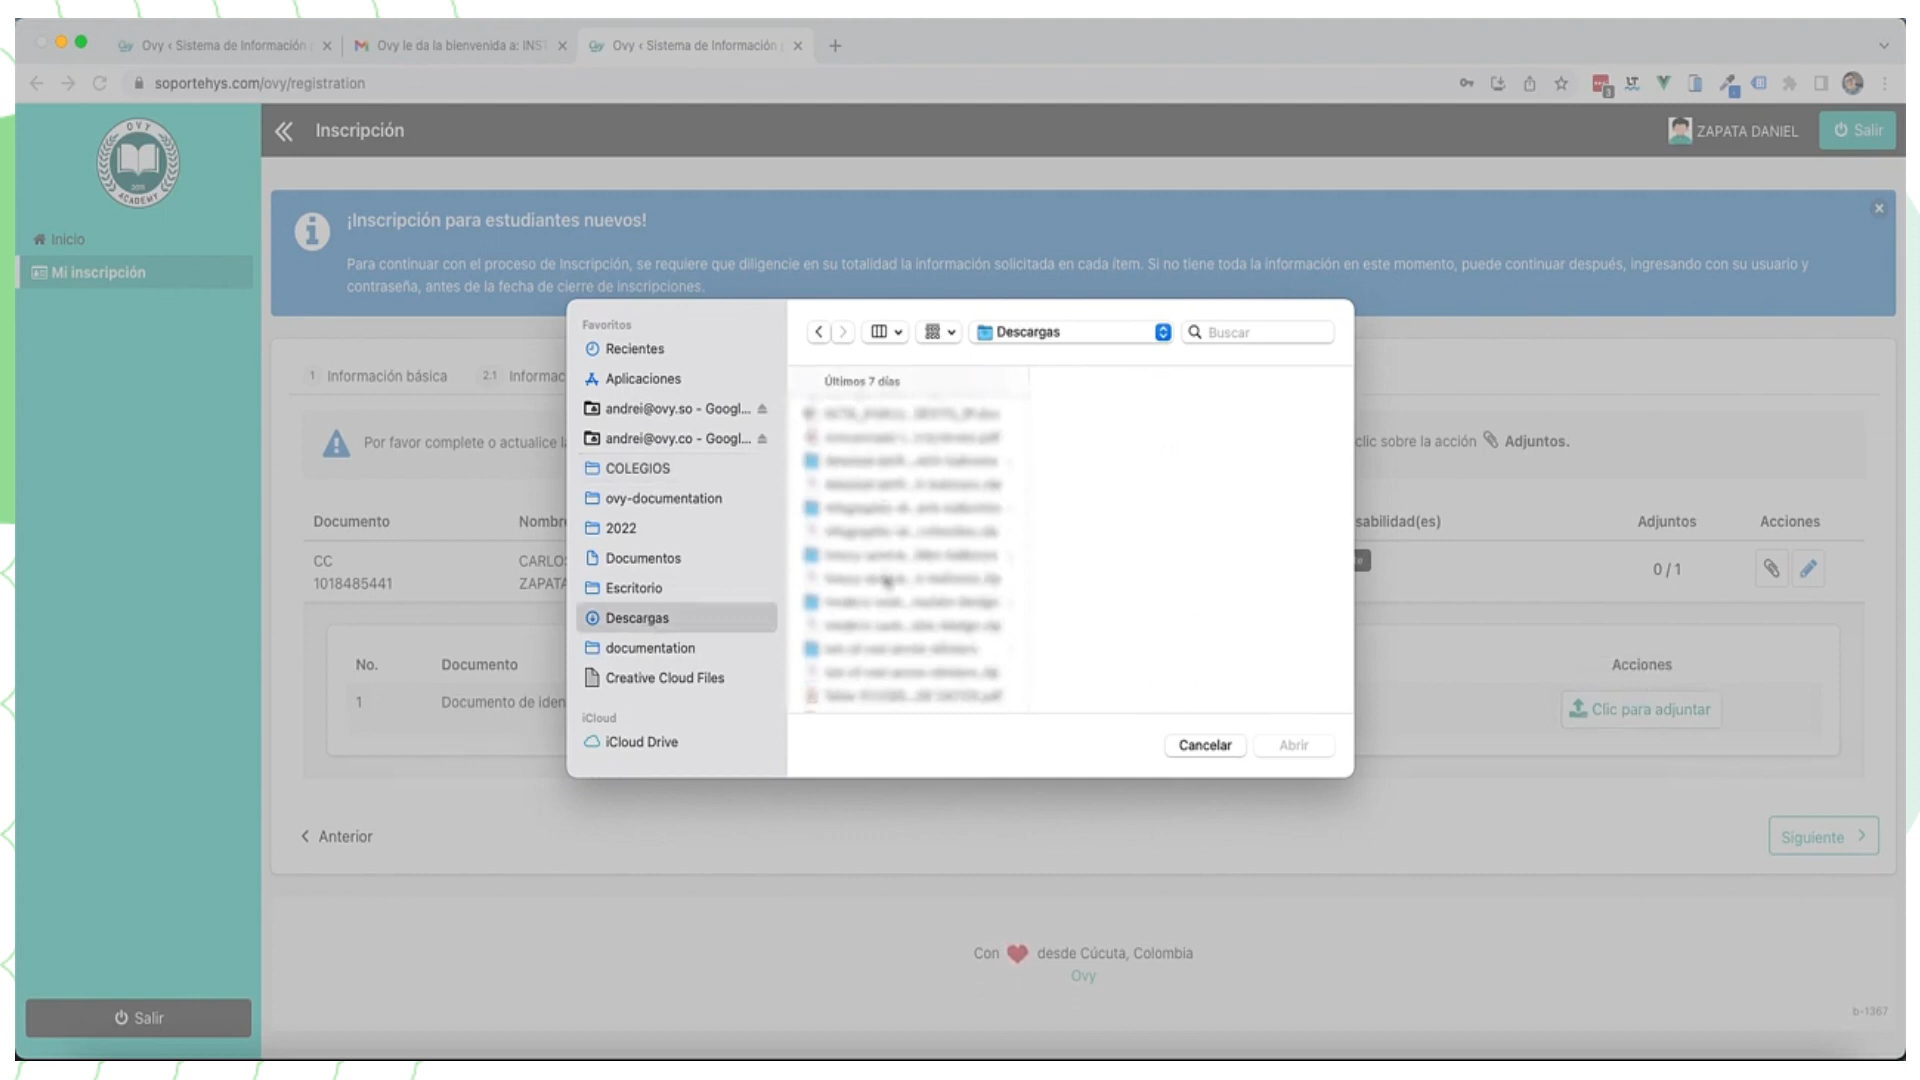 Ovy < Sistema de Información
Ovy le da la bienvenida a: INST
Ovy < Sistema de Información
soportehys.com/ovy/registration
OVY
2015
ACADEMY
Inscripción
ZAPATA DANIEL
Salir
Inicio
Mi inscripción
¡Inscripción para estudiantes nuevos!
Para continuar con el proceso de Inscripción, se requiere que diligencie en su totalidad la información solicitada en cada ítem. Si no tiene toda la información en este momento, puede continuar después, ingresando con su usuario y
contraseña, antes de la fecha de cierre de inscripciones.
1 Información básica 2.1 Informac
Por favor complete o actualice l
clic sobre la acción Adjuntos.
Documento Nombr sabilidad(es) Adjuntos Acciones
CC CARLO
1018485441 ZAPATA 0 / 1
No. Documento Acciones
1 Documento de iden Clic para adjuntar
Favoritos
Recientes
Aplicaciones
andrei@ovy.so - Googl...
andrei@ovy.co - Googl...
COLEGIOS
ovy-documentation
2022
Documentos
Escritorio
Descargas
documentation
Creative Cloud Files
iCloud
iCloud Drive
Descargas
Buscar
Últimos 7 días
Cancelar
Abrir
Anterior
Siguiente
Con desde Cúcuta, Colombia
Ovy
b-1367
Salir